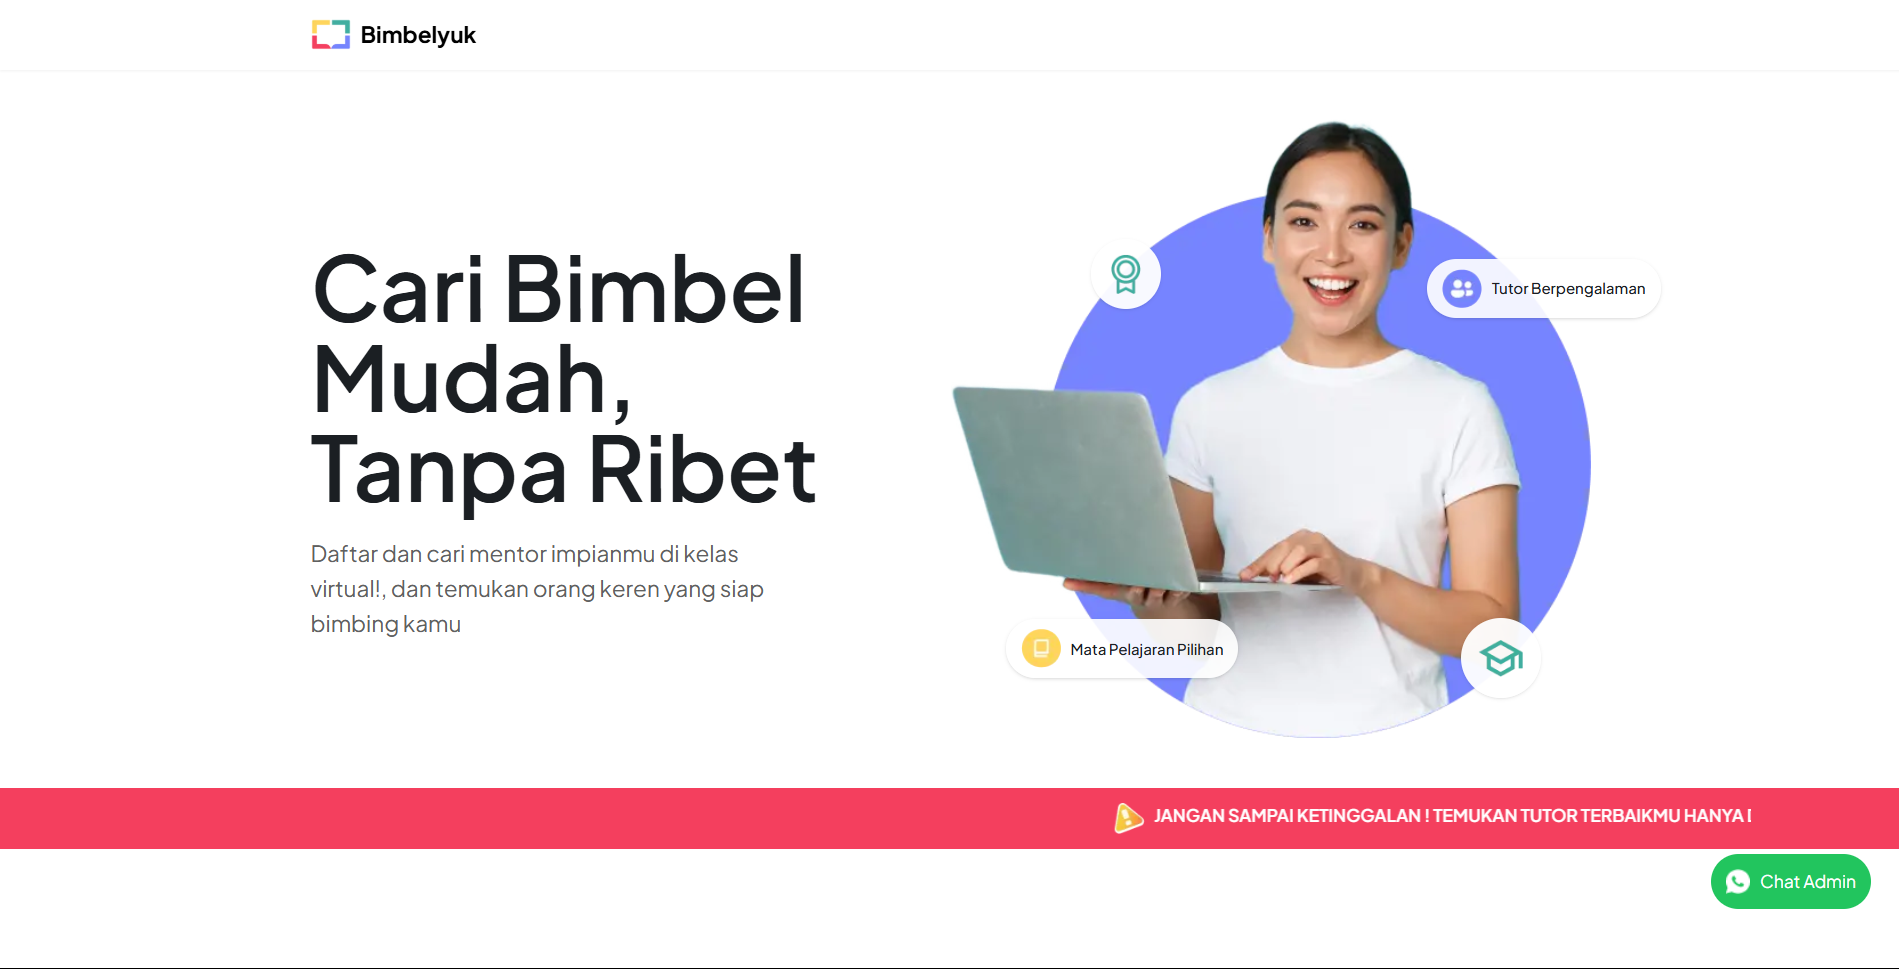 Bimbelyuk
Cari Bimbel
Mudah,
Tanpa Ribet
Daftar dan cari mentor impianmu di kelas
virtual!, dan temukan orang keren yang siap
bimbing kamu
Tutor Berpengalaman
Mata Pelajaran Pilihan
JANGAN SAMPAI KETINGGALAN ! TEMUKAN TUTOR TERBAIKMU HANYA
Chat Admin